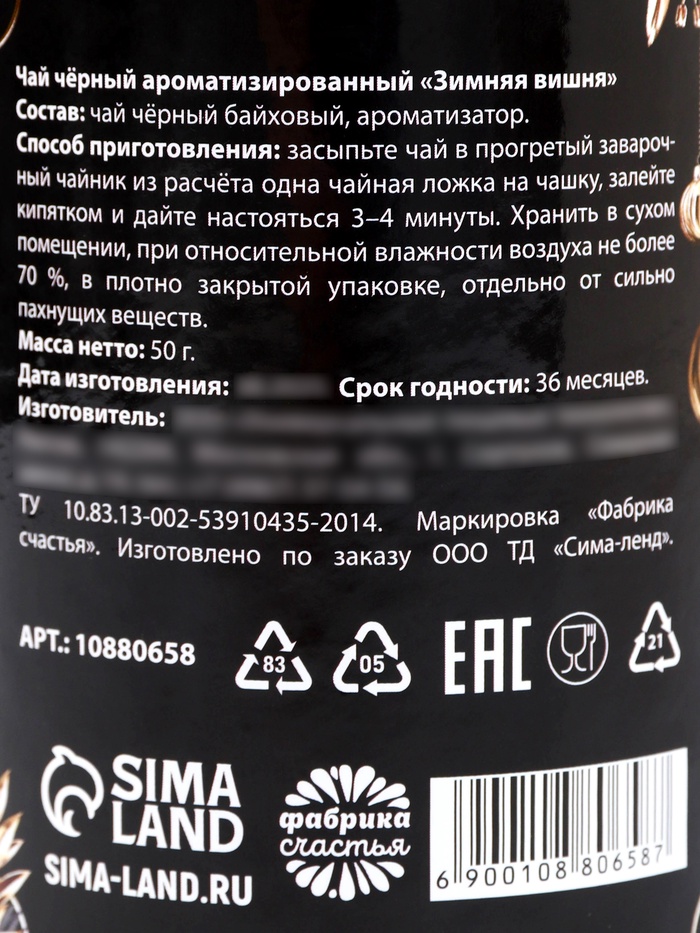 Чай чёрный ароматизированный «Зимняя вишня»
Состав: чай чёрный байховый, ароматизатор.
Способ приготовления: засыпьте чай в прогретый завароч-
ный чайник из расчёта одна чайная ложка на чашку, залейте
кипятком и дайте настояться 3–4 минуты. Хранить в сухом
помещении, при относительной влажности воздуха не более
70 %, в плотно закрытой упаковке, отдельно от сильно
пахнущих веществ.
Масса нетто: 50 г.
Дата изготовления: Срок годности: 36 месяцев.
Изготовитель:
ТУ 10.83.13-002-53910435-2014. Маркировка «Фабрика
счастья». Изготовлено по заказу ООО ТД «Сима-ленд».
АРТ.: 10880658
83 05 EAC 21
SIMA
LAND
SIMA-LAND.RU
фабрика
счастья
6 900108 806587